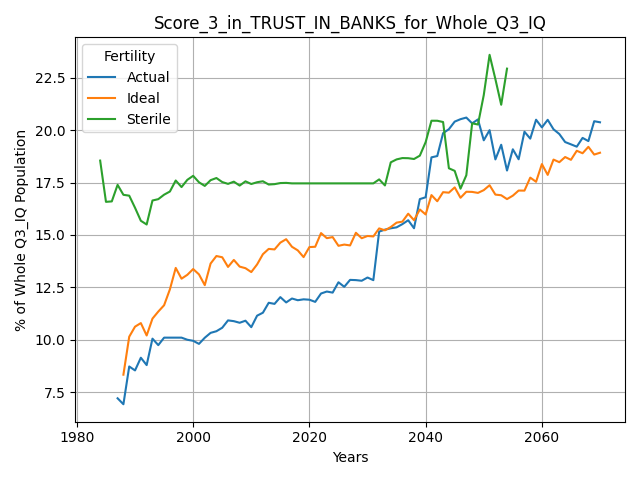 Score_3_in_TRUST_IN_BANKS_for_Whole_Q3_IQ
Fertility
Actual
Ideal
Sterile
% of Whole Q3_IQ Population
22.5
20.0
17.5
15.0
12.5
10.0
7.5
1980 2000 2020 2040 2060
Years